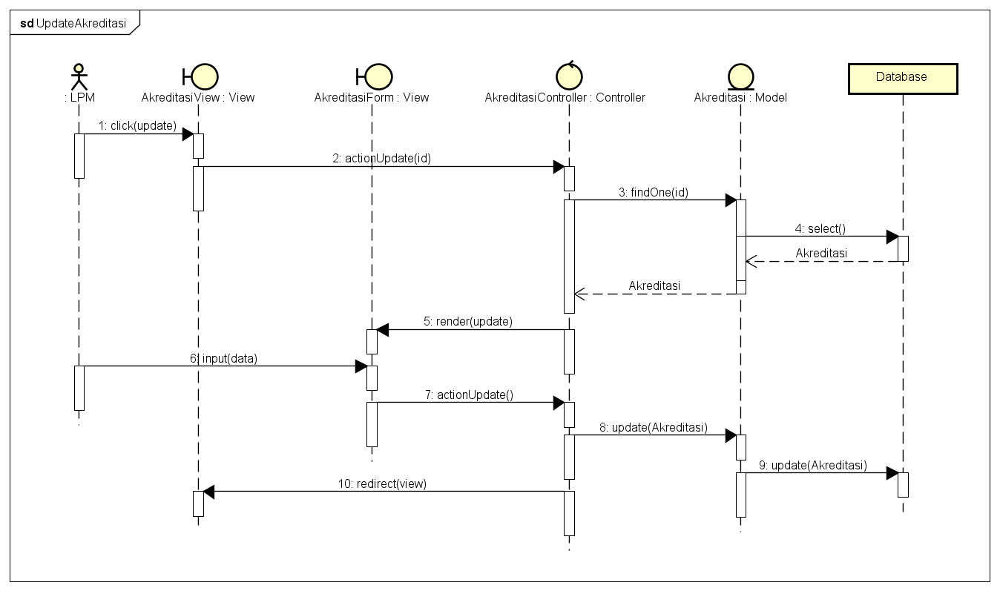 sd UpdateAkreditasi
: LPM
AkreditasiView : View
AkreditasiForm : View
AkreditasiController : Controller
Akreditasi : Model
Database
1: click(update)
2: actionUpdate(id)
3: findOne(id)
4: select()
Akreditasi
Akreditasi
5: render(update)
6: input(data)
7: actionUpdate()
8: update(Akreditasi)
9: update(Akreditasi)
10: redirect(view)